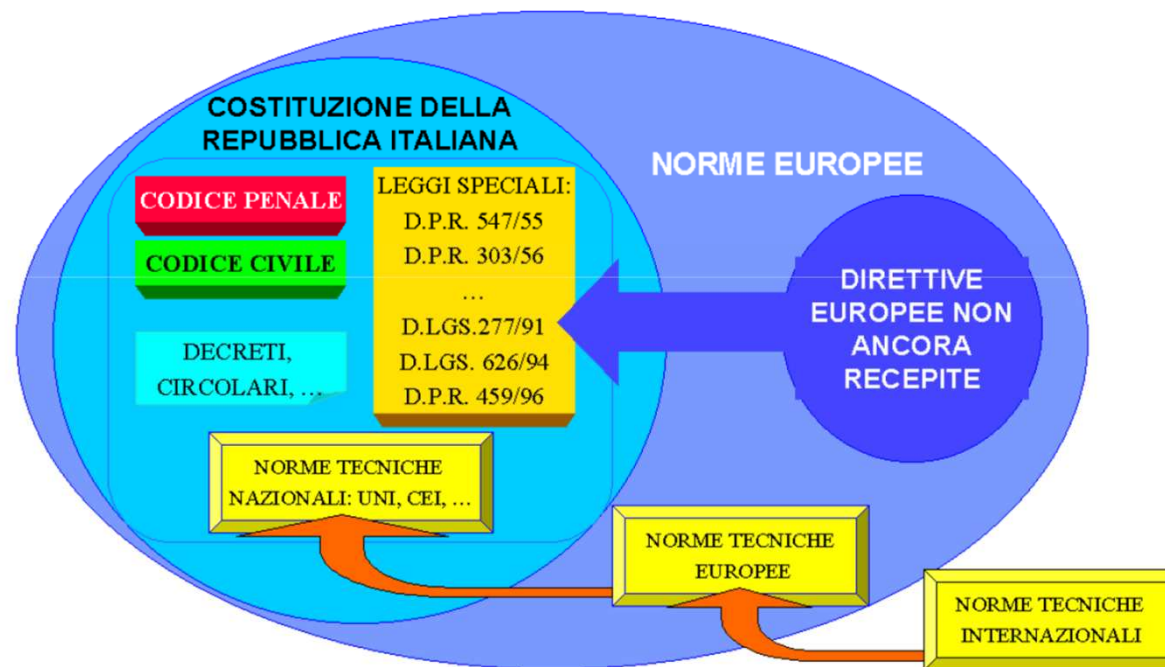 COSTITUZIONE DELLA
REPUBBLICA ITALIANA
CODICE PENALE
CODICE CIVILE
DECRETI,
CIRCOLARI, ...
LEGGI SPECIALI:
D.P.R. 547/55
D.P.R. 303/56
...
D.LGS.277/91
D.LGS. 626/94
D.P.R. 459/96
NORME EUROPEE
DIRETTIVE
EUROPEE NON
ANCORA
RECEPITE
NORME TECNICHE
NAZIONALI: UNI, CEI, ...
NORME TECNICHE
EUROPEE
NORME TECNICHE
INTERNAZIONALI